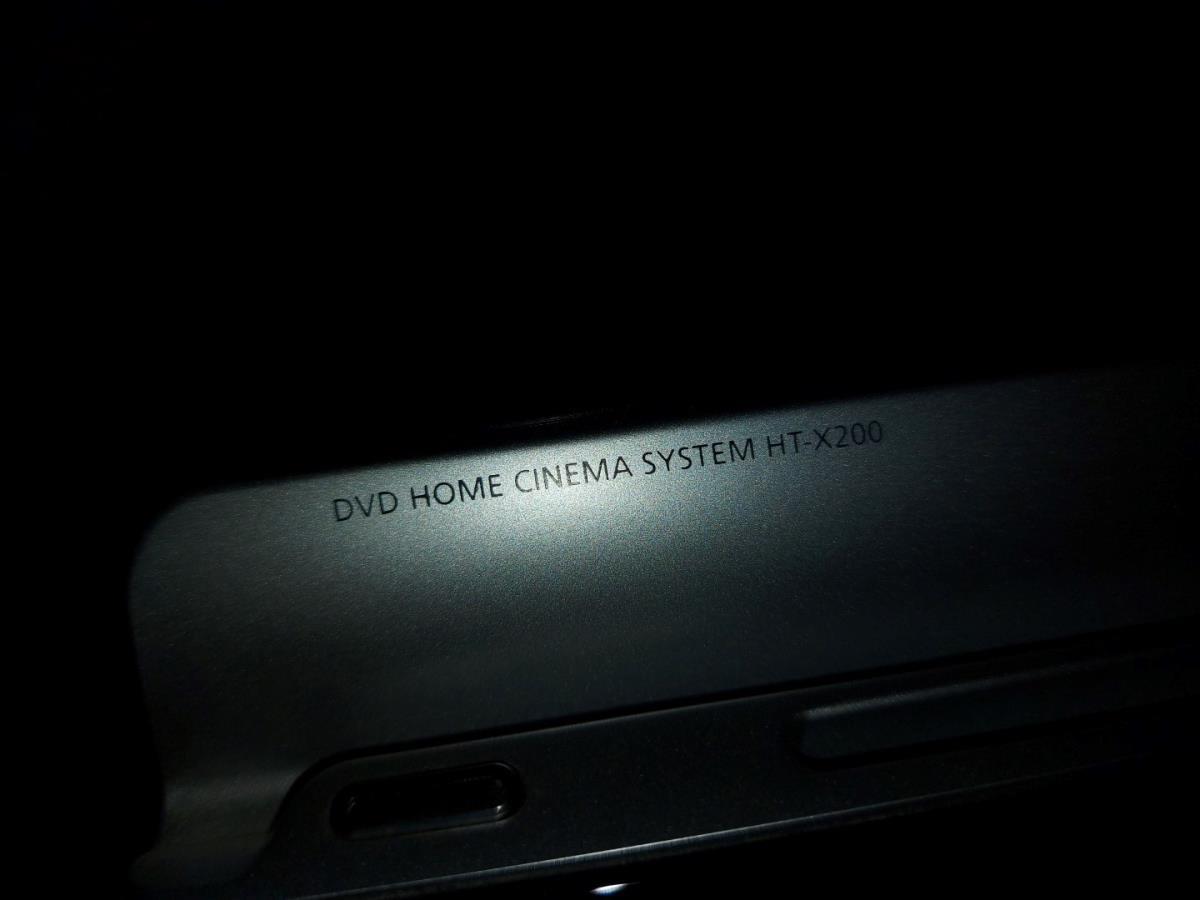 DVD HOME CINEMA SYSTEM HT-X200